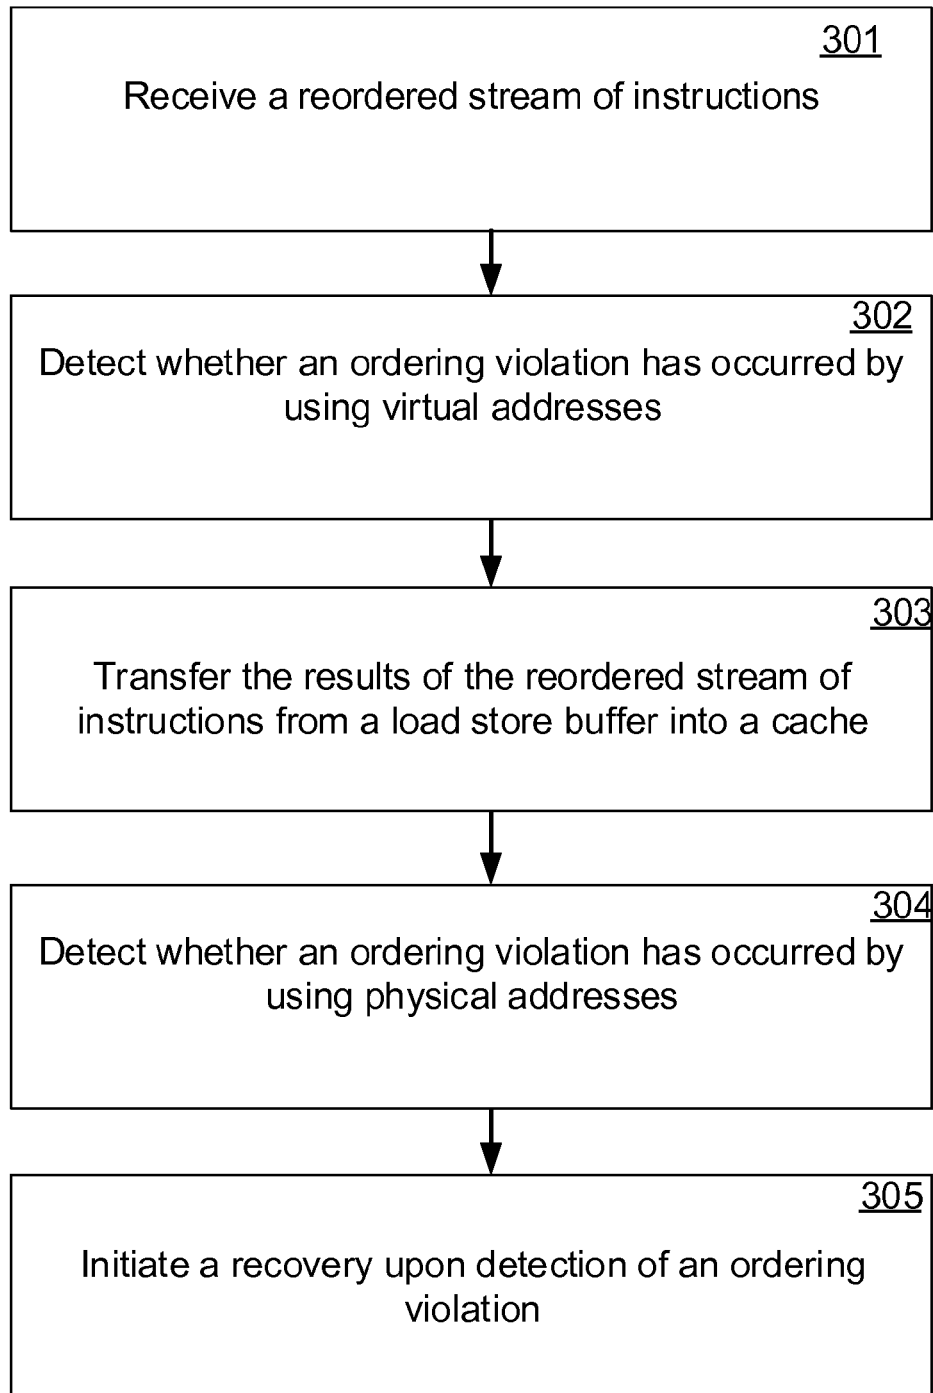 301
Receive a reordered stream of instructions
302
Detect whether an ordering violation has occurred by
using virtual addresses
303
Transfer the results of the reordered stream of
instructions from a load store buffer into a cache
304
Detect whether an ordering violation has occurred by
using physical addresses
305
Initiate a recovery upon detection of an ordering
violation